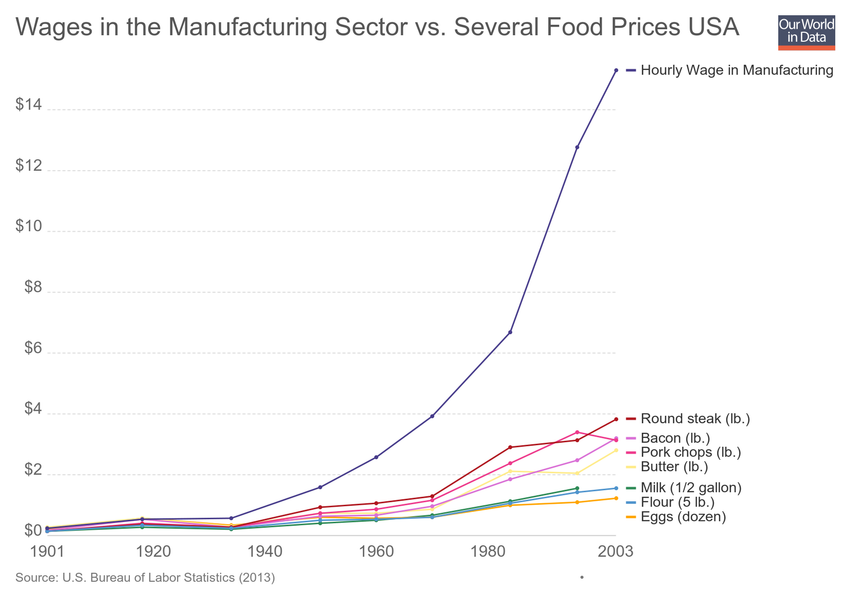 Wages in the Manufacturing Sector vs. Several Food Prices USA
Our World
in Data
Hourly Wage in Manufacturing
$14
$12
$10
$8
$6
$4
$2
$0
Round steak (lb.)
Bacon (lb.)
Pork chops (lb.)
Butter (lb.)
Milk (1/2 gallon)
Flour (5 lb.)
Eggs (dozen)
1901 1920 1940 1960 1980 2003
Source: U.S. Bureau of Labor Statistics (2013)